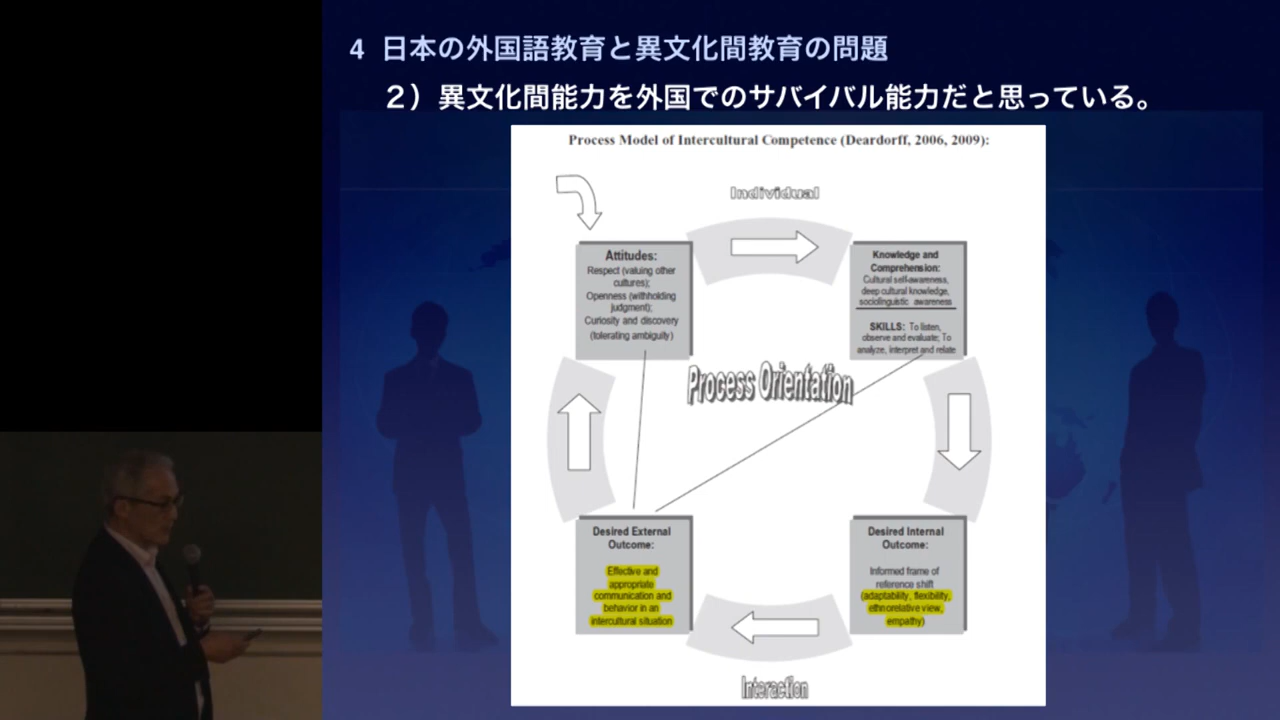 4 日本の外国語教育と異文化間教育の問題
２）異文化間能力を外国でのサバイバル能力だと思っている。
Process Model of Intercultural Competence (Deardorff, 2006, 2009):
Individual
Attitudes:
Respect (valuing other
cultures);
Openness (withholding
judgment);
Curiosity and discovery
(tolerating ambiguity)
Knowledge and
Comprehension:
Cultural self-awareness,
deep cultural knowledge,
sociolinguistic awareness
SKILLS: To listen,
observe and evaluate; To
analyze, interpret and relate
Process Orientation
Desired External
Outcome:
Effective and
appropriate
communication and
behavior in an
intercultural situation
Desired Internal
Outcome:
Informed frame of
reference shift
(adaptability, flexibility,
ethnorelative view,
empathy)
Interaction